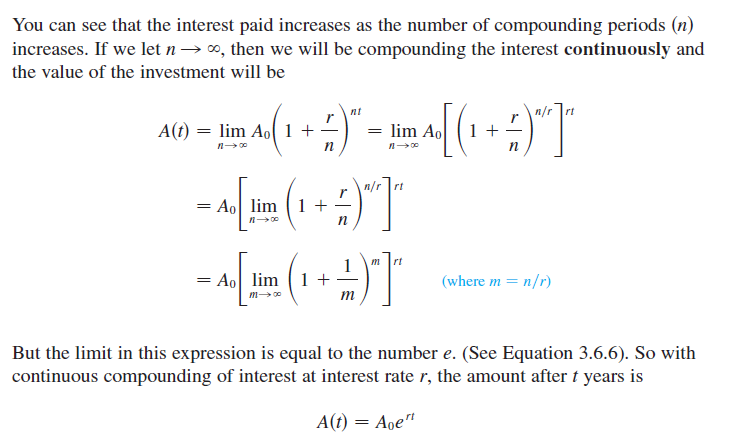 You can see that the interest paid increases as the number of compounding periods (n)
increases. If we let n → ∞, then we will be compounding the interest continuously and
the value of the investment will be
A(t) = lim_{n→∞} A₀(1 + r/n)^{nt} = lim_{n→∞} A₀[(1 + r/n)^{n/r}]^{rt}
= A₀[lim_{n→∞} (1 + r/n)^{n/r}]^{rt}
= A₀[lim_{m→∞} (1 + 1/m)^m]^{rt} (where m = n/r)
But the limit in this expression is equal to the number e. (See Equation 3.6.6). So with
continuous compounding of interest at interest rate r, the amount after t years is
A(t) = A₀e^{rt}